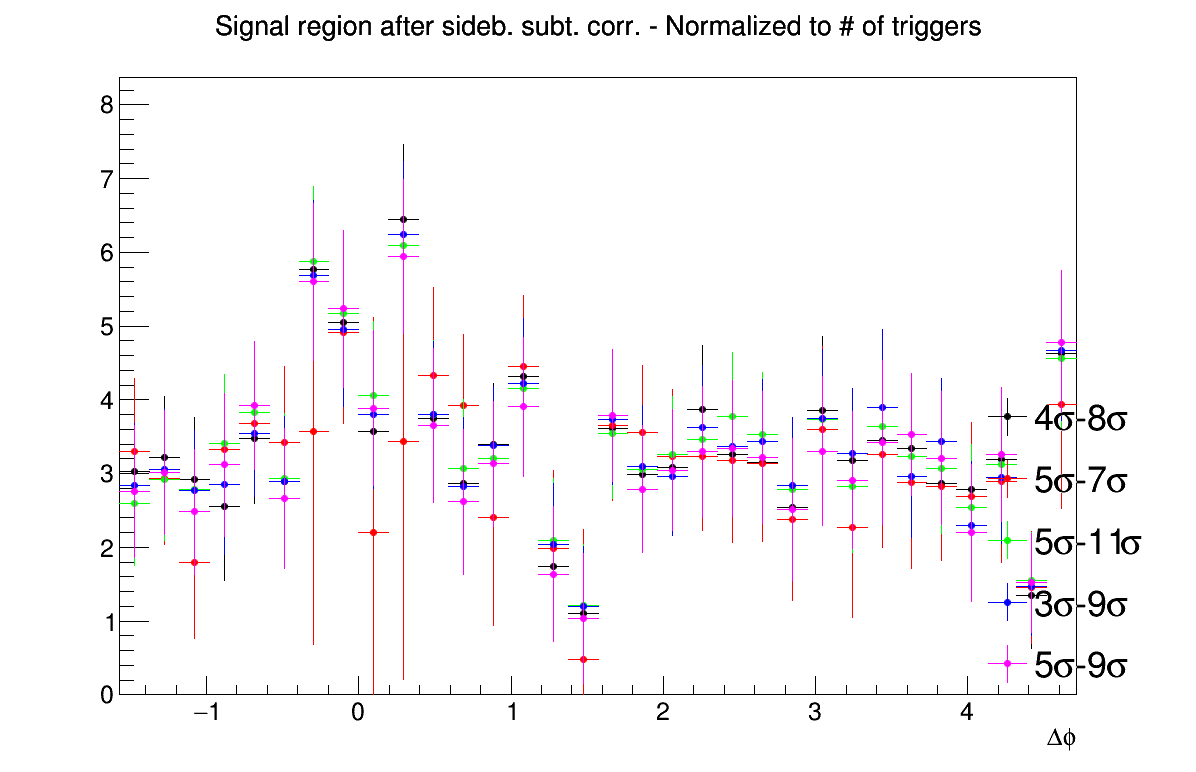 Signal region after sideb. subt. corr. - Normalized to # of triggers
8
7
6
5
4
3
2
1
0
4σ-8σ
5σ-7σ
5σ-11σ
3σ-9σ
5σ-9σ
−1 0 1 2 3 4
Δϕ